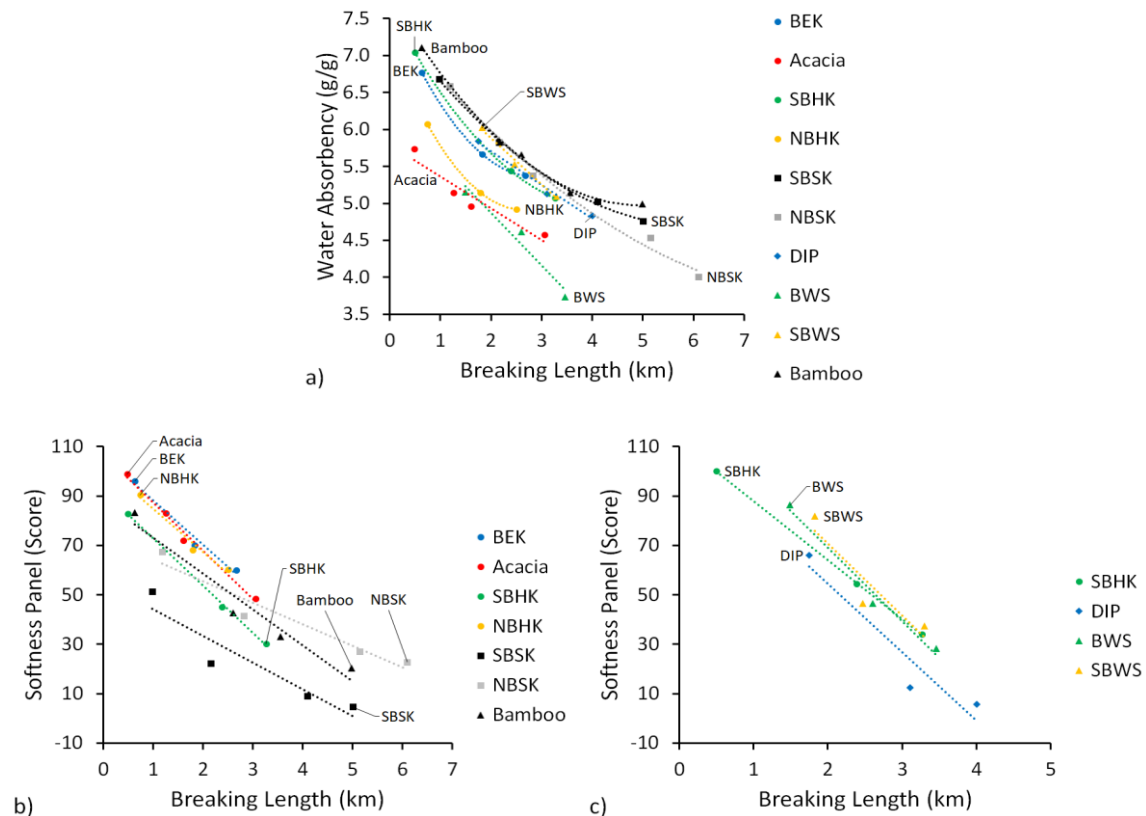 Water Absorbency (g/g)
7.5
7.0
6.5
6.0
5.5
5.0
4.5
4.0
3.5
0 1 2 3 4 5 6 7
Breaking Length (km)
a)
SBHK
Bamboo
BEK
SBWS
Acacia
NBHK
DIP
SBSK
BWS
NBSK
BEK
Acacia
SBHK
NBHK
SBSK
NBSK
DIP
BWS
SBWS
Bamboo
Softness Panel (Score)
110
90
70
50
30
10
-10
0 1 2 3 4 5 6 7
Breaking Length (km)
b)
Acacia
BEK
NBHK
SBHK
Bamboo
NBSK
SBSK
BEK
Acacia
SBHK
NBHK
SBSK
NBSK
Bamboo
Softness Panel (Score)
110
90
70
50
30
10
-10
0 1 2 3 4 5
Breaking Length (km)
c)
SBHK
BWS
SBWS
DIP
SBHK
DIP
BWS
SBWS